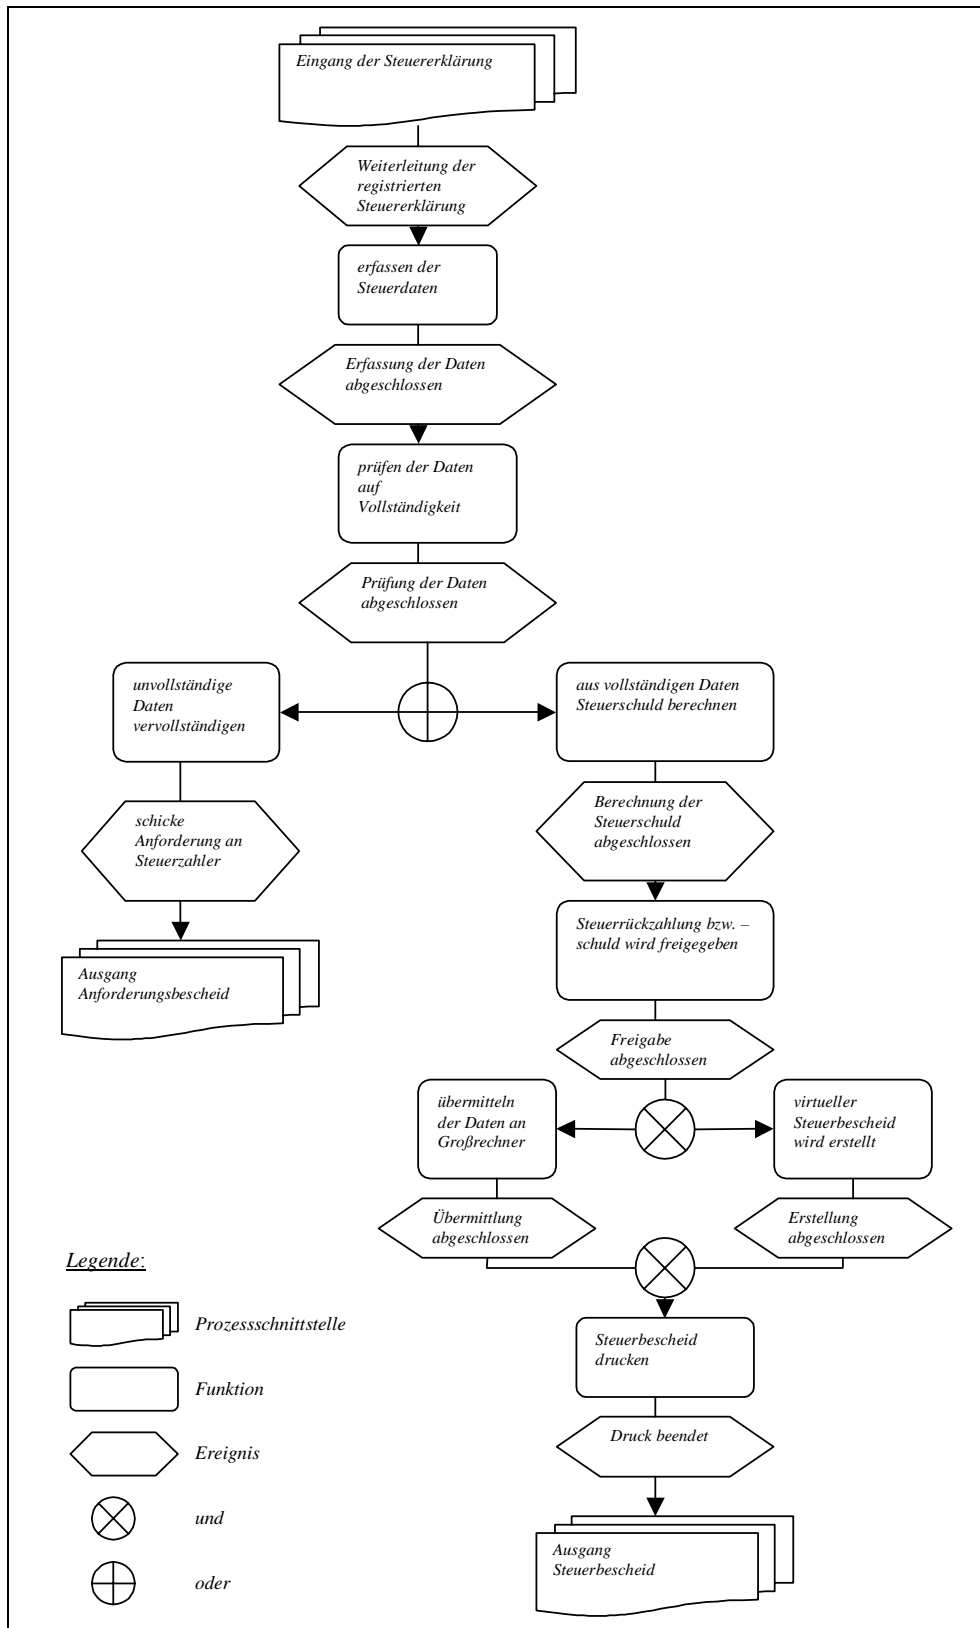 Eingang der Steuererklärung
Weiterleitung der
registrierten
Steuererklärung
erfassen der
Steuerdaten
Erfassung der Daten
abgeschlossen
prüfen der Daten
auf
Vollständigkeit
Prüfung der Daten
abgeschlossen
unvollständige
Daten
vervollständigen
aus vollständigen Daten
Steuerschuld berechnen
schicke
Anforderung an
Steuerzahler
Berechnung der
Steuerschuld
abgeschlossen
Ausgang
Anforderungsbescheid
Steuerrückzahlung bzw. –
schuld wird freigegeben
Freigabe
abgeschlossen
übermitteln
der Daten an
Großrechner
virtueller
Steuerbescheid
wird erstellt
Übermittlung
abgeschlossen
Erstellung
abgeschlossen
Steuerbescheid
drucken
Druck beendet
Ausgang
Steuerbescheid
Legende:
Prozessschnittstelle
Funktion
Ereignis
und
oder